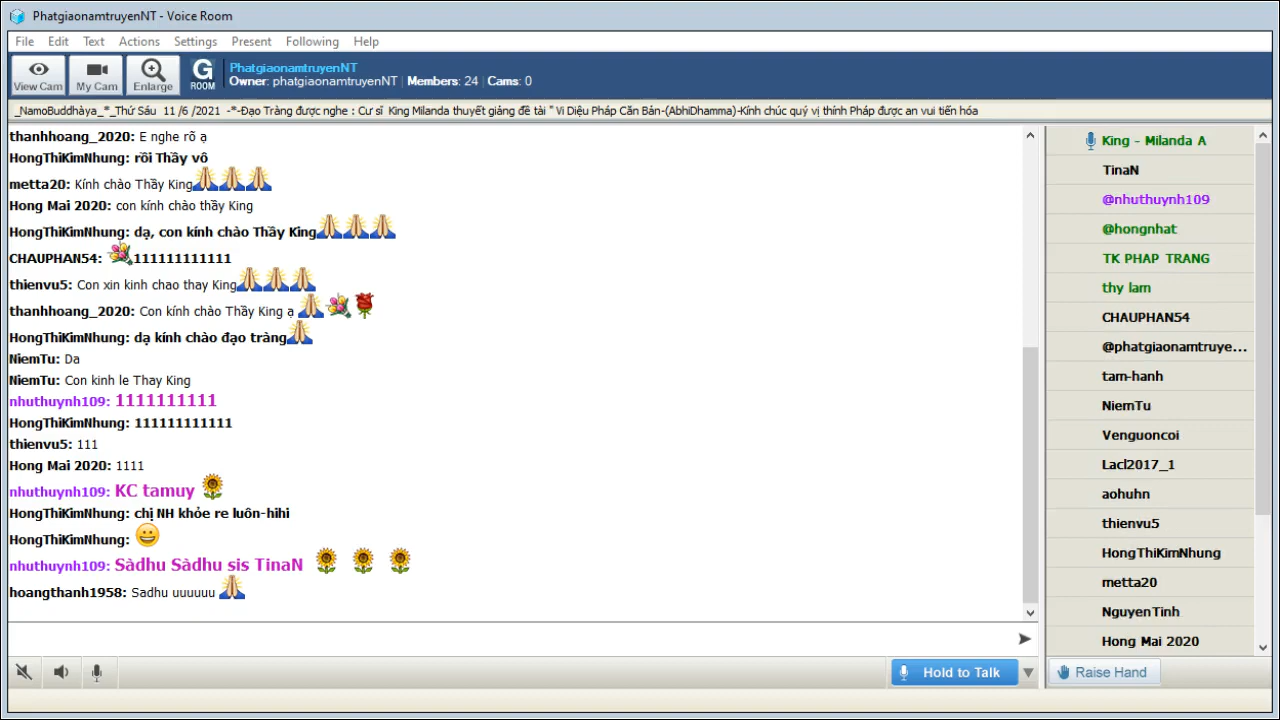 PhatgiaonamtruyenNT - Voice Room
File Edit Text Actions Settings Present Following Help
View Cam My Cam Enlarge G ROOM
PhatgiaonamtruyenNT
Owner: phatgiaonamtruyenNT Members: 24 Cams: 0
_NamoBuddhàya_*_Thứ Sáu 11 /6 /2021 -*-Đạo Tràng được nghe : Cư sĩ King Milanda thuyết giảng đề tài " Vi Diệu Pháp Căn Bản-(AbhiDhamma)-Kính chúc quý vị thính Pháp được an vui tiến hóa
thanhhoang_2020: E nghe rõ ạ
HongThiKimNhung: rồi Thầy vô
metta20: Kính chào Thầy King🙏🙏🙏
Hong Mai 2020: con kính chào thầy King
HongThiKimNhung: dạ, con kính chào Thầy King🙏🙏🙏
CHAUPHAN54: 💐111111111111
thienvu5: Con xin kinh chao thay King🙏🙏🙏
thanhhoang_2020: Con kính chào Thầy King ạ 🙏💐🌹
HongThiKimNhung: dạ kính chào đạo tràng🙏
NiemTu: Da
NiemTu: Con kinh le Thay King
nhuthuynh109: 1111111111
HongThiKimNhung: 111111111111
thienvu5: 111
Hong Mai 2020: 1111
nhuthuynh109: KC tamuy 🌻
HongThiKimNhung: chị NH khỏe re luôn-hihi
HongThiKimNhung: 😀
nhuthuynh109: Sàdhu Sàdhu sis TinaN 🌻 🌻 🌻
hoangthanh1958: Sadhu uuuuuu 🙏
King - Milanda A
TinaN
@nhuthuynh109
@hongnhat
TK PHAP TRANG
thy lam
CHAUPHAN54
@phatgiaonamtruye...
tam-hanh
NiemTu
Venguoncoi
Lacl2017_1
aohuhn
thienvu5
HongThiKimNhung
metta20
NguyenTinh
Hong Mai 2020
Hold to Talk
Raise Hand